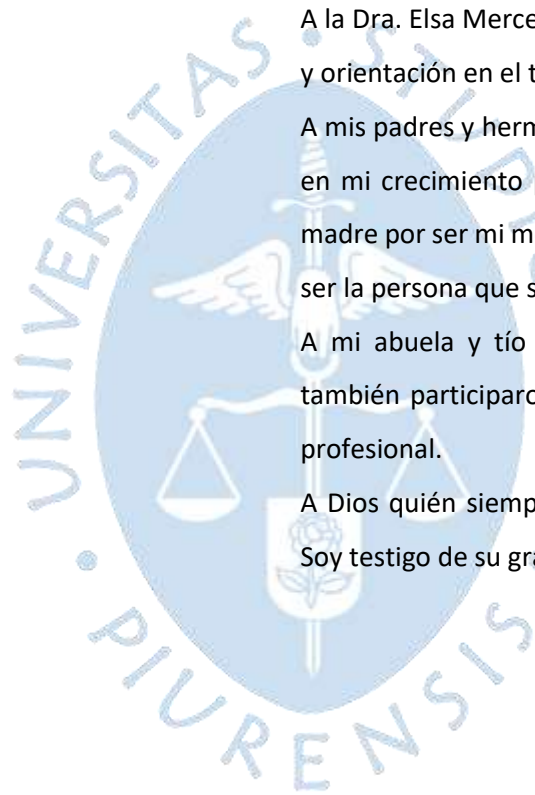 A la Dra. Elsa Merce
y orientación en el t
A mis padres y herm
en mi crecimiento
madre por ser mi m
ser la persona que s
A mi abuela y tío
también participaro
profesional.
A Dios quién siemp
Soy testigo de su gra
UNIVERSITAS STUD
PIURENSIS